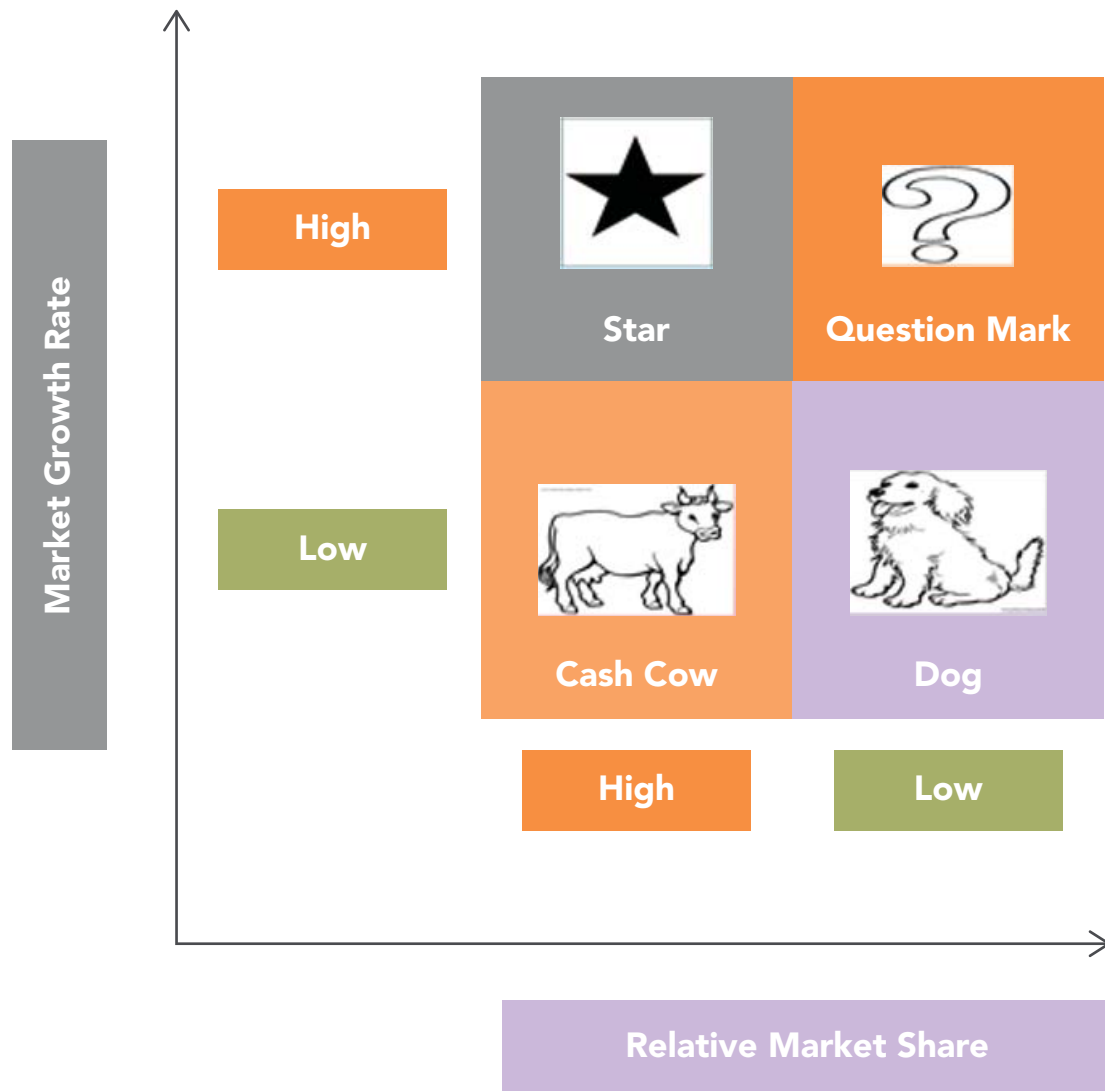 High
Star
Question Mark
Market Growth Rate
Low
Cash Cow
Dog
High
Low
Relative Market Share